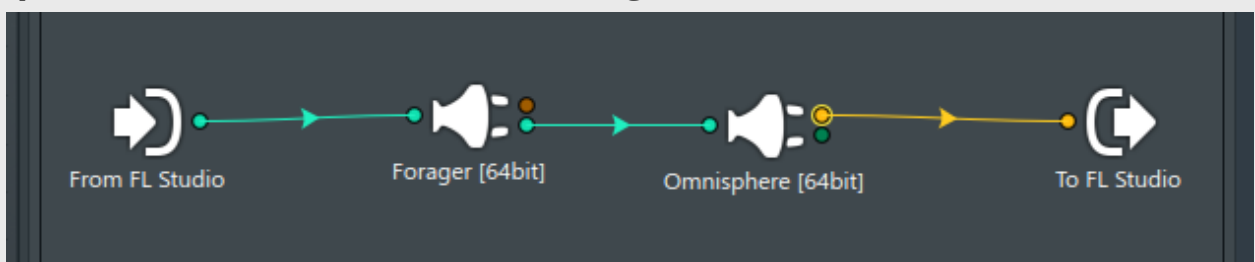 From FL Studio
Forager [64bit]
Omnisphere [64bit]
To FL Studio